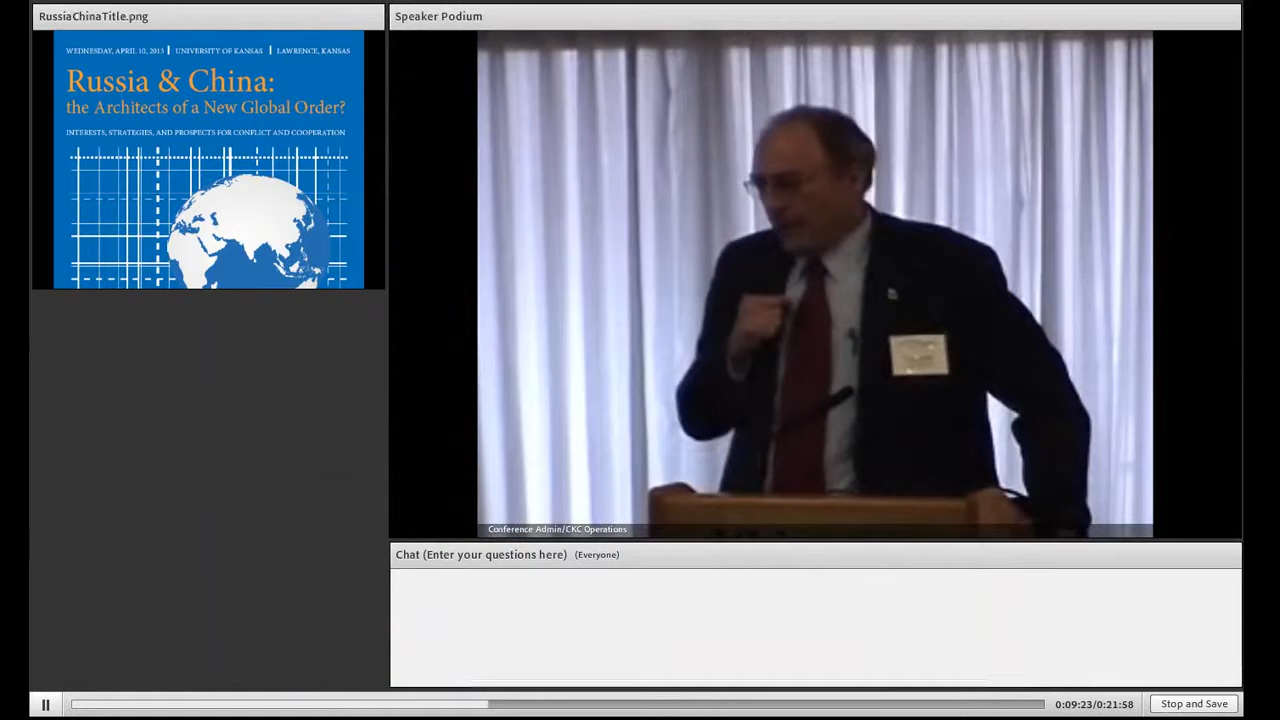 RussiaChinaTitle.png
WEDNESDAY, APRIL 10, 2013 | UNIVERSITY OF KANSAS | LAWRENCE, KANSAS
Russia & China:
the Architects of a New Global Order?
INTERESTS, STRATEGIES, AND PROSPECTS FOR CONFLICT AND COOPERATION
Speaker Podium
Conference Admin/CKC Operations
Chat (Enter your questions here) (Everyone)
0:09:23/0:21:58
Stop and Save